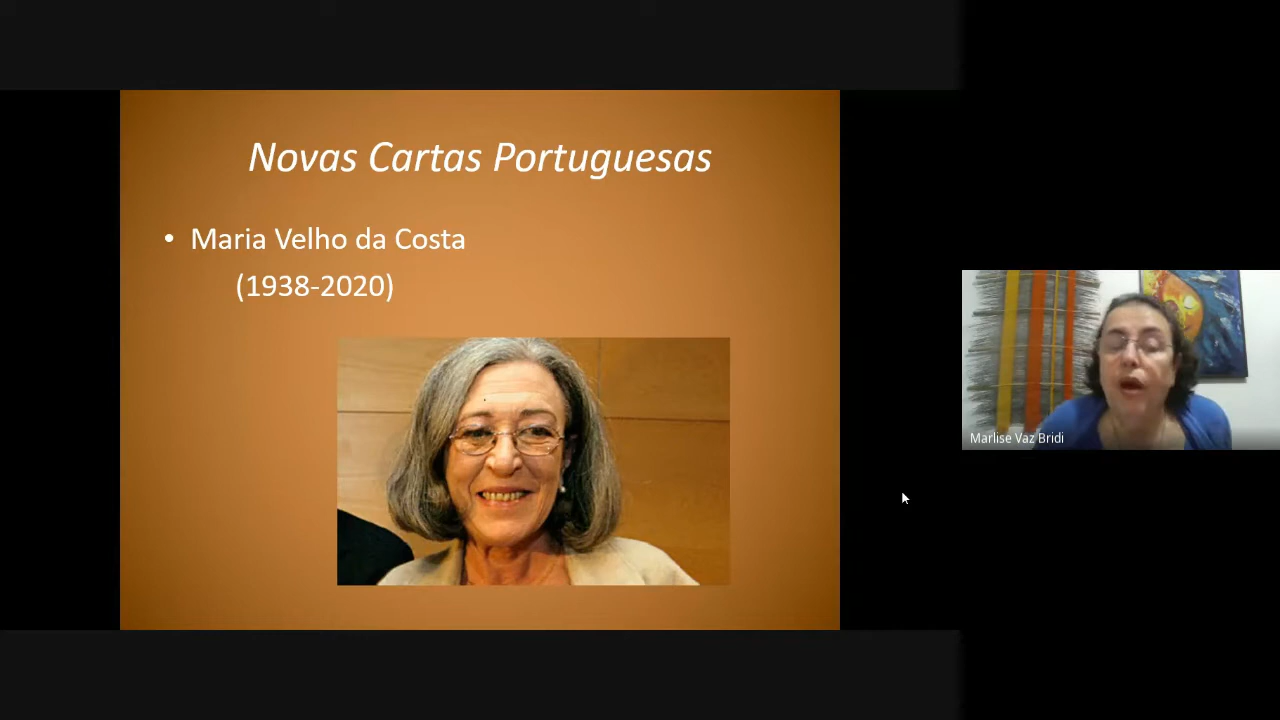 Novas Cartas Portuguesas
• Maria Velho da Costa
(1938-2020)
Marlise Vaz Bridi